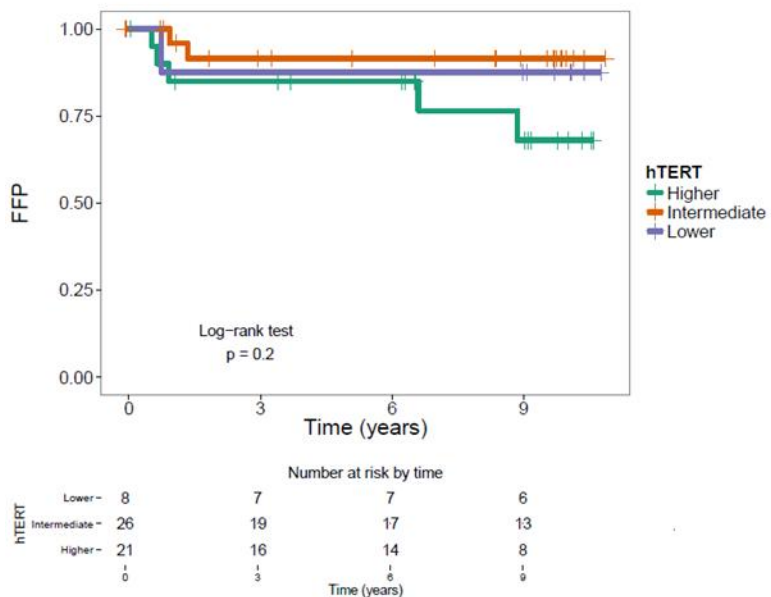 1.00
0.75
0.50
0.25
0.00
FFP
Log-rank test
p = 0.2
0 3 6 9
Time (years)
hTERT
Higher
Intermediate
Lower
Number at risk by time
hTERT
Lower 8 7 7 6
Intermediate 26 19 17 13
Higher 21 16 14 8
0 3 6 9
Time (years)